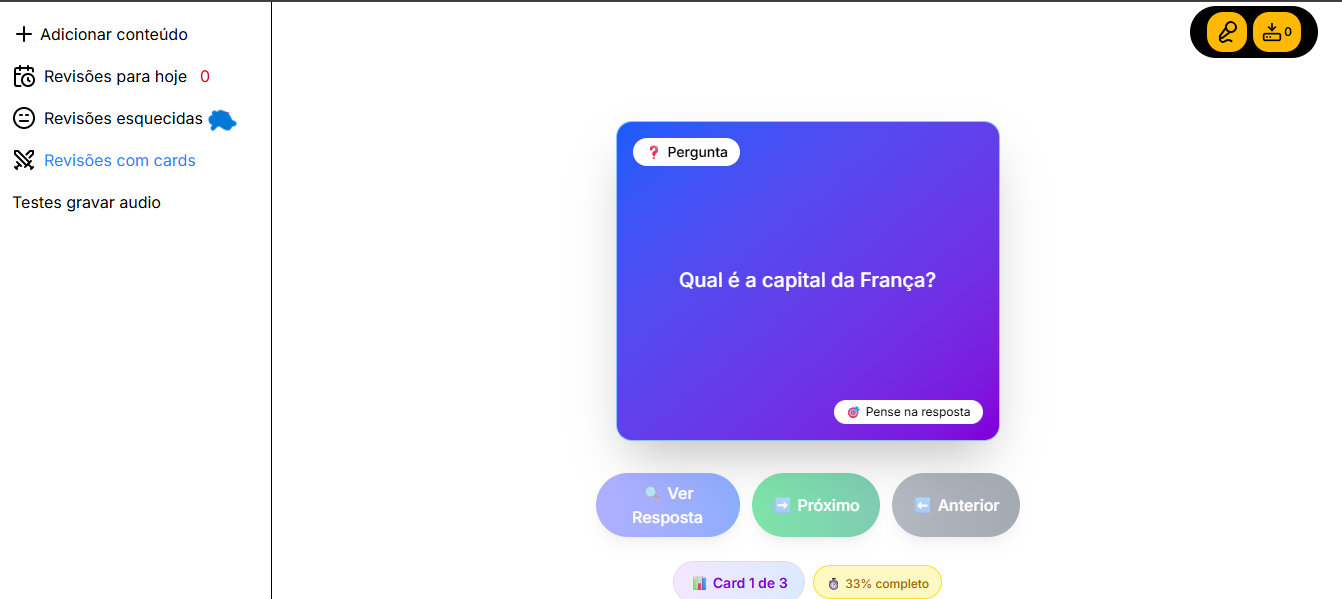 Adicionar conteúdo
Revisões para hoje 0
Revisões esquecidas
Revisões com cards
Testes gravar audio
0
Pergunta
Qual é a capital da França?
Pense na resposta
Ver
Resposta
Próximo
Anterior
Card 1 de 3
33% completo